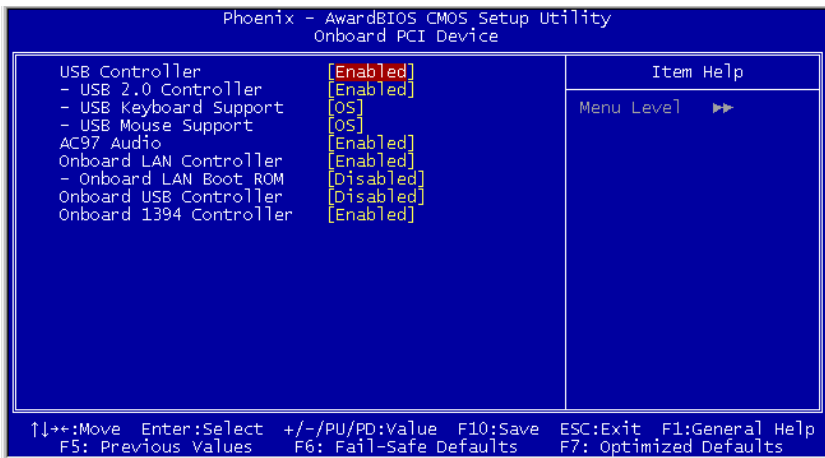 Phoenix - AwardBIOS CMOS Setup Utility
Onboard PCI Device
USB Controller [Enabled]
- USB 2.0 Controller [Enabled]
- USB Keyboard Support [OS]
- USB Mouse Support [OS]
AC97 Audio [Enabled]
Onboard LAN Controller [Enabled]
- Onboard LAN Boot ROM [Disabled]
Onboard USB Controller [Disabled]
Onboard 1394 Controller [Enabled]
Item Help
Menu Level ▶▶
↑↓→←:Move Enter:Select +/-/PU/PD:Value F10:Save ESC:Exit F1:General Help
F5: Previous Values F6: Fail-Safe Defaults F7: Optimized Defaults